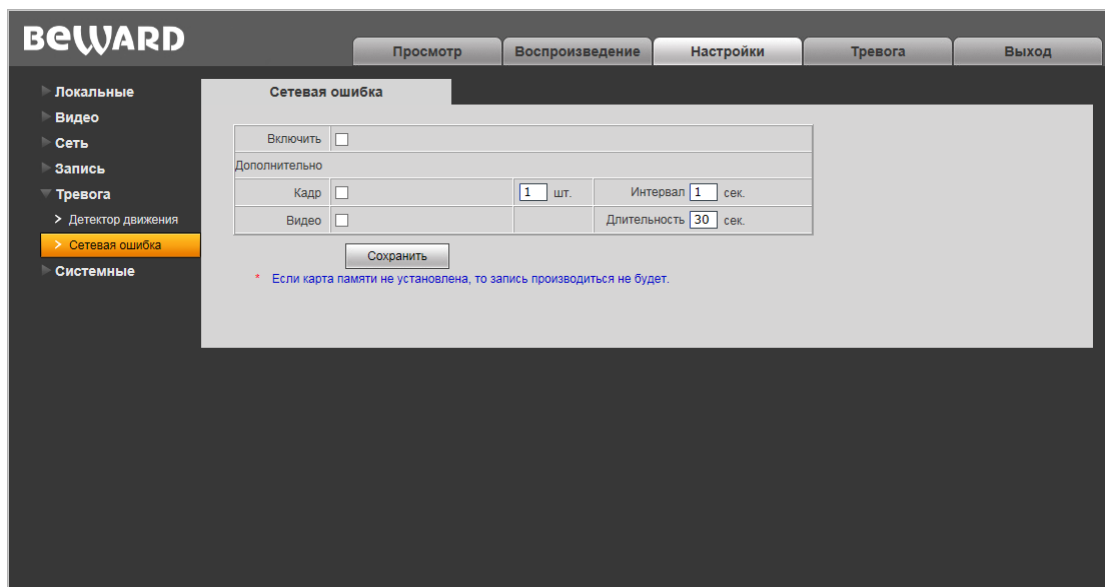 BEWARD
Просмотр Воспроизведение Настройки Тревога Выход
Локальные
Видео
Сеть
Запись
Тревога
> Детектор движения
> Сетевая ошибка
Системные
Сетевая ошибка
Включить
Дополнительно
Кадр 1 шт. Интервал 1 сек.
Видео Длительность 30 сек.
Сохранить
* Если карта памяти не установлена, то запись производиться не будет.